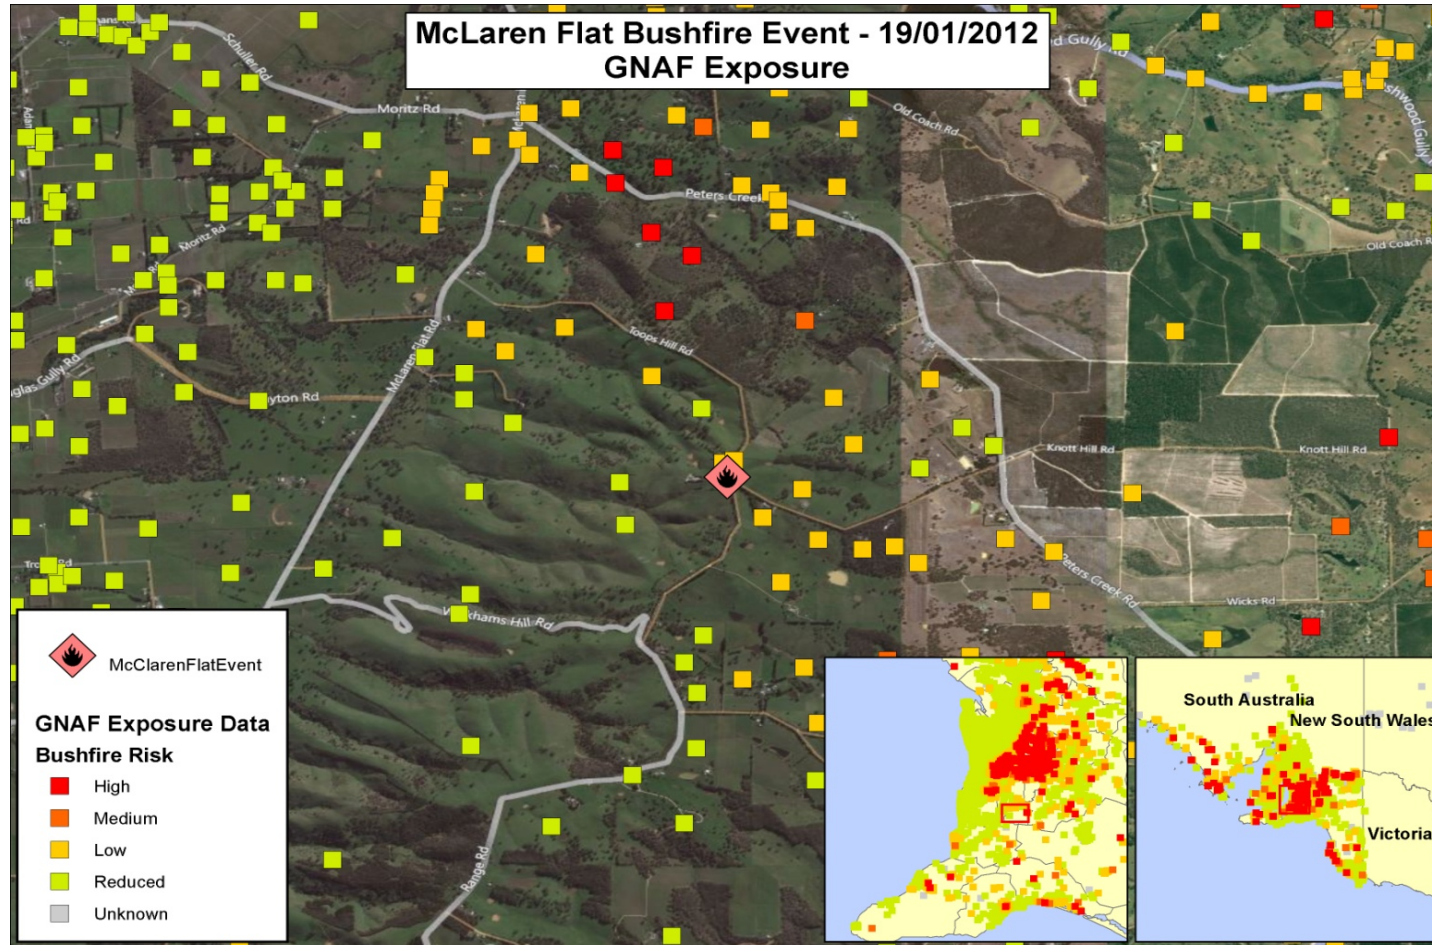 McLaren Flat Bushfire Event - 19/01/2012
GNAF Exposure
Schuller Rd
Moritz Rd
Old Coach Rd
Peters Creek
Moritz Rd
Old Coach R
Toops Hill Rd
McLaren Flat Rd
Knott Hill Rd
Knott Hill Rd
Peters Creek Rd
Wicks Rd
Hill Rd
Range Rd
McClarenFlatEvent
GNAF Exposure Data
Bushfire Risk
High
Medium
Low
Reduced
Unknown
South Australia
New South Wales
Victoria